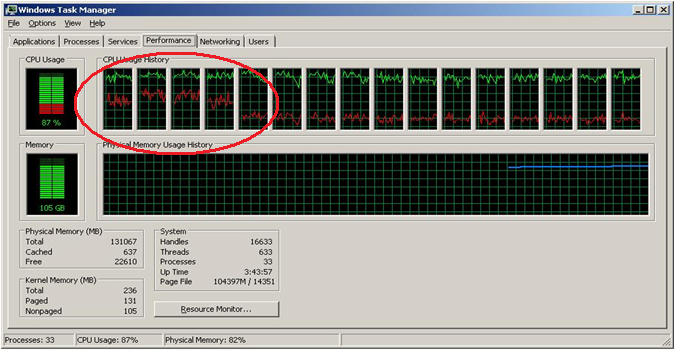 Windows Task Manager
File Options View Help
Applications Processes Services Performance Networking Users
CPU Usage
87 %
CPU Usage History
Memory
105 GB
Physical Memory Usage History
Physical Memory (MB)
Total 131067
Cached 637
Free 22610
Kernel Memory (MB)
Total 236
Paged 131
Nonpaged 105
System
Handles 16633
Threads 633
Processes 33
Up Time 3:43:57
Page File 104397M / 14351
Resource Monitor...
Processes: 33 CPU Usage: 87% Physical Memory: 82%